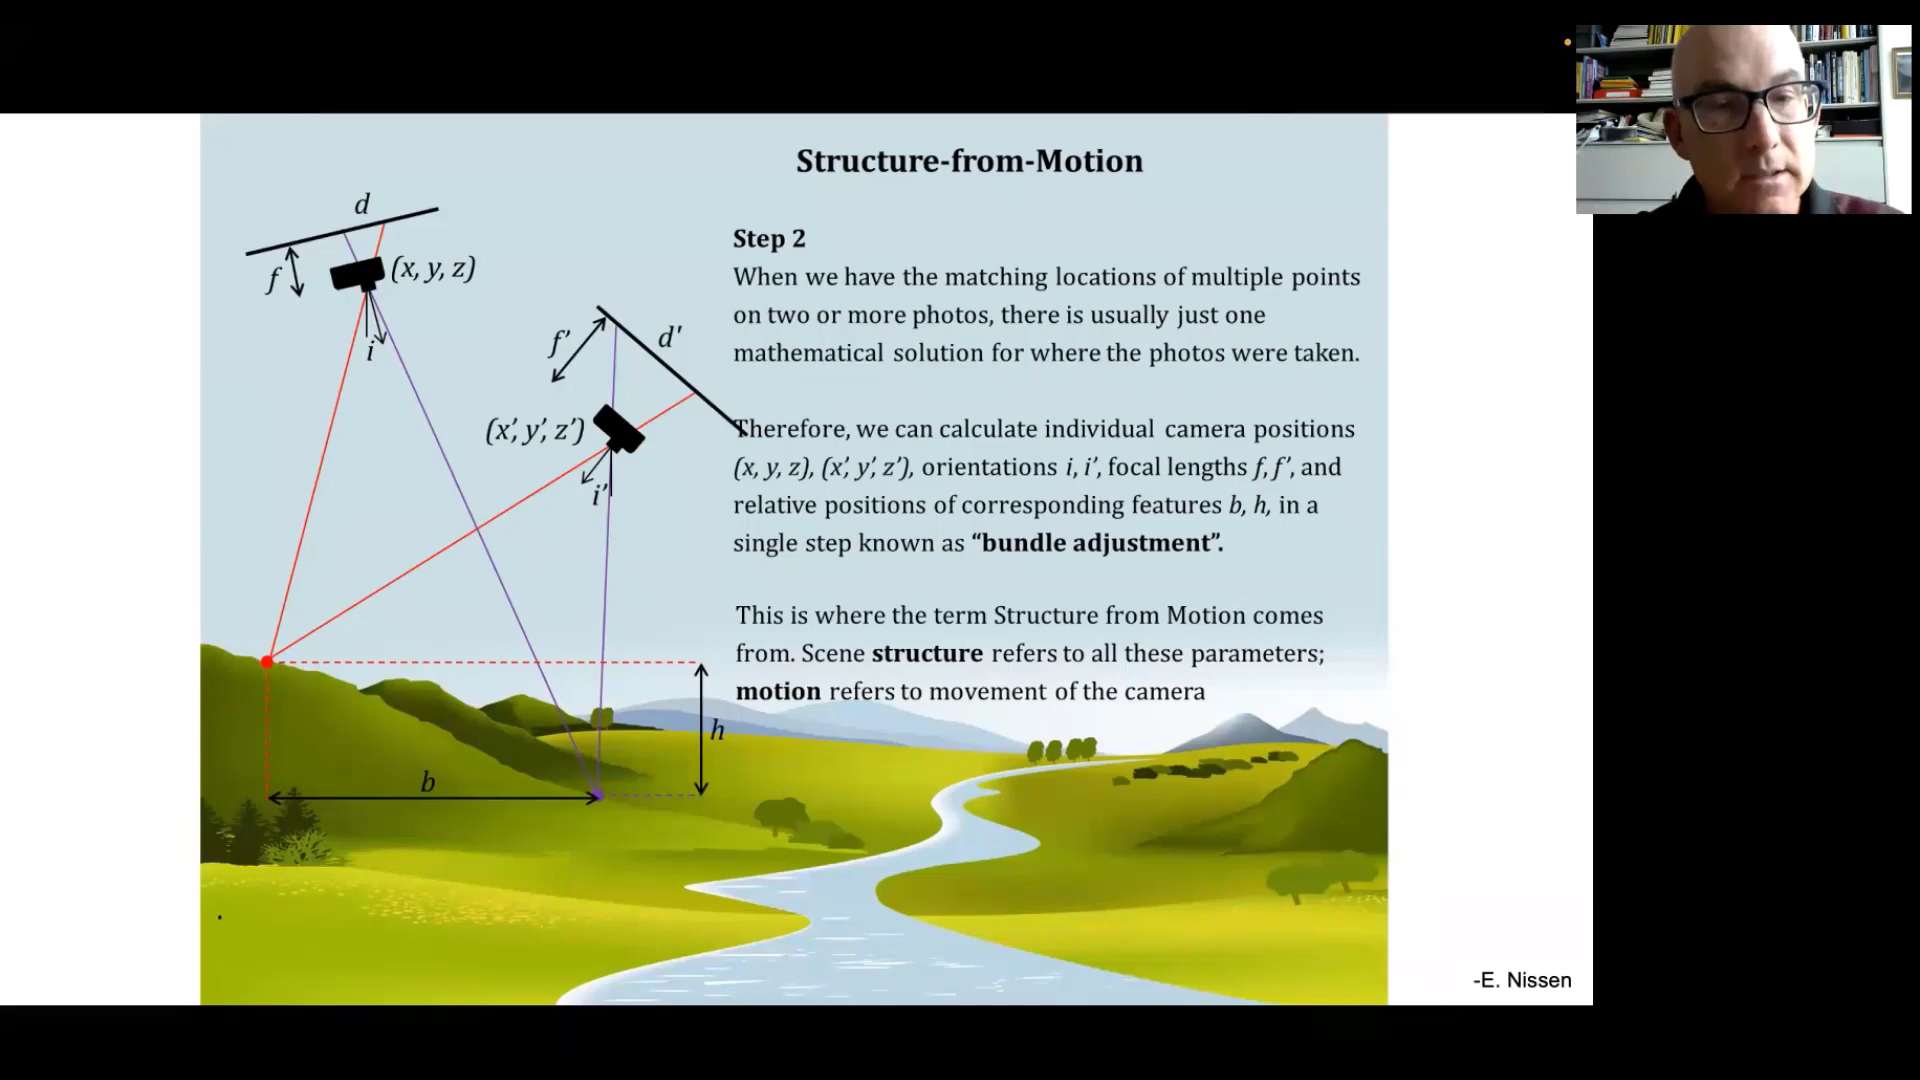 Structure-from-Motion
d
f
(x, y, z)
i
f’
d'
(x’, y’, z’)
i’
Step 2
When we have the matching locations of multiple points
on two or more photos, there is usually just one
mathematical solution for where the photos were taken.
Therefore, we can calculate individual camera positions
(x, y, z), (x’, y’, z’), orientations i, i’, focal lengths f, f’, and
relative positions of corresponding features b, h, in a
single step known as “bundle adjustment”.
This is where the term Structure from Motion comes
from. Scene structure refers to all these parameters;
motion refers to movement of the camera
h
b
-E. Nissen